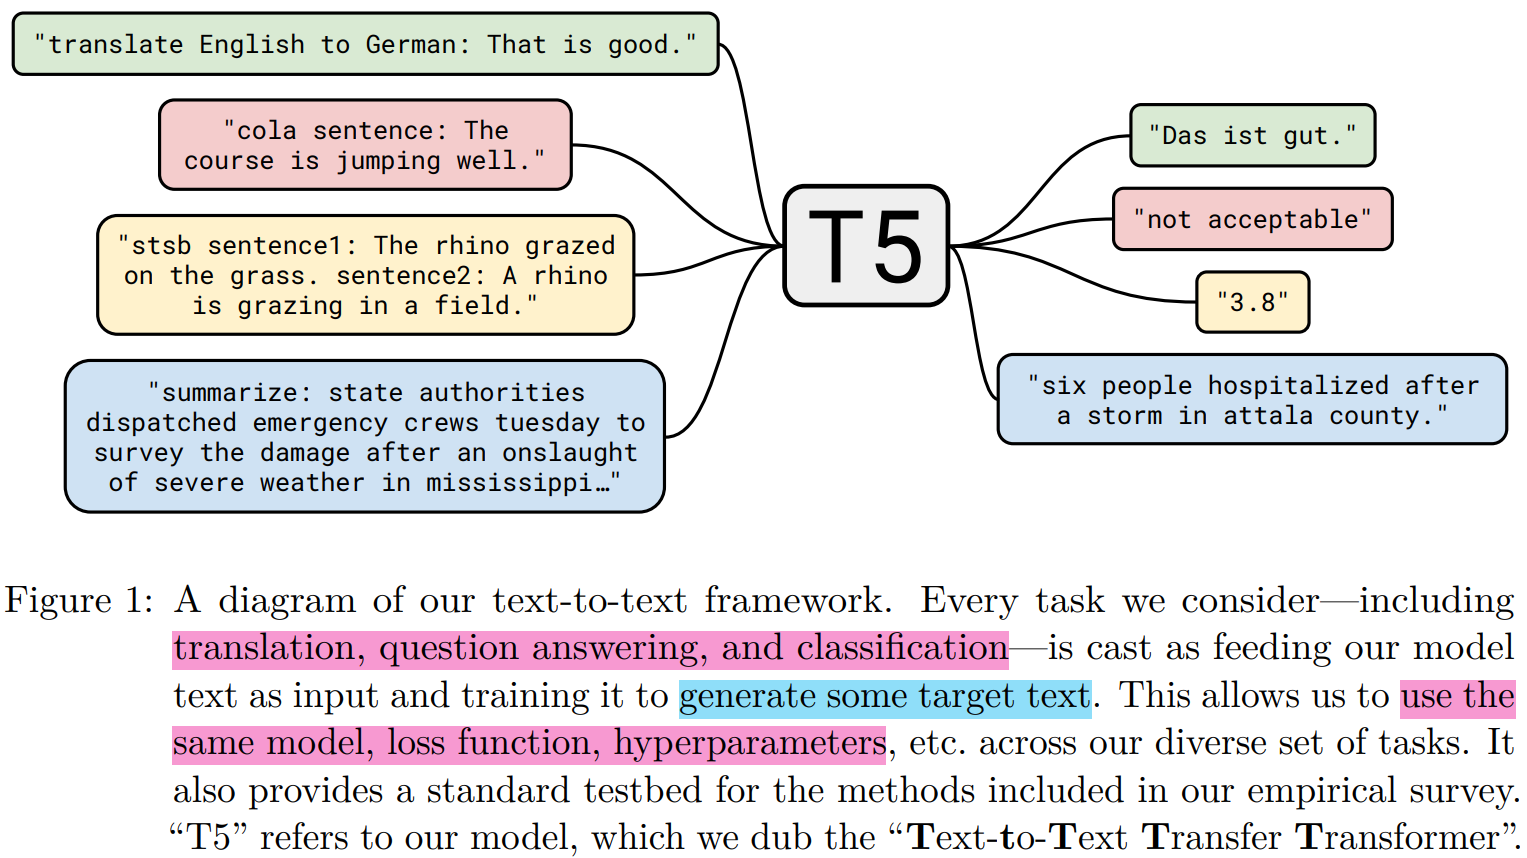 "translate English to German: That is good."
"cola sentence: The
course is jumping well."
"stsb sentence1: The rhino grazed
on the grass. sentence2: A rhino
is grazing in a field."
"summarize: state authorities
dispatched emergency crews tuesday to
survey the damage after an onslaught
of severe weather in mississippi…"
T5
"Das ist gut."
"not acceptable"
"3.8"
"six people hospitalized after
a storm in attala county."
Figure 1: A diagram of our text-to-text framework. Every task we consider—including
translation, question answering, and classification—is cast as feeding our model
text as input and training it to generate some target text. This allows us to use the
same model, loss function, hyperparameters, etc. across our diverse set of tasks. It
also provides a standard testbed for the methods included in our empirical survey.
“T5” refers to our model, which we dub the “Text-to-Text Transfer Transformer”.